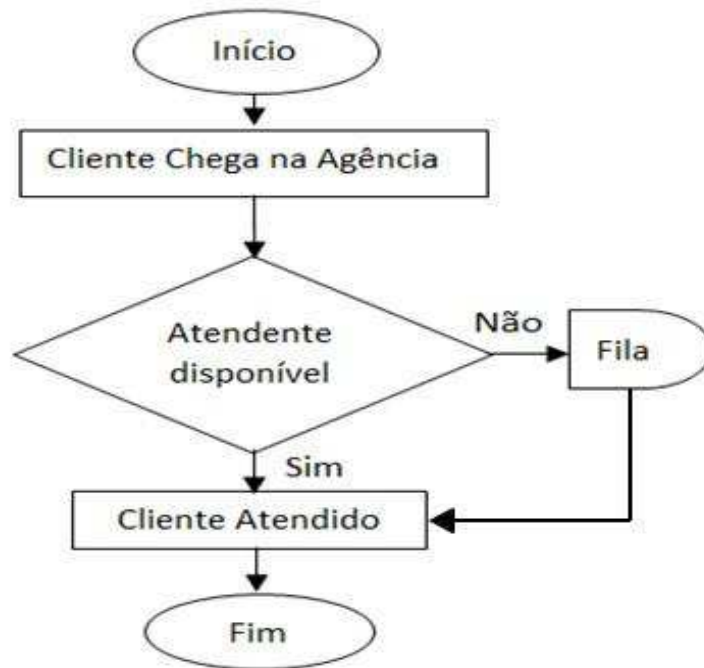 Início
Cliente Chega na Agência
Atendente
disponível
Não
Fila
Sim
Cliente Atendido
Fim